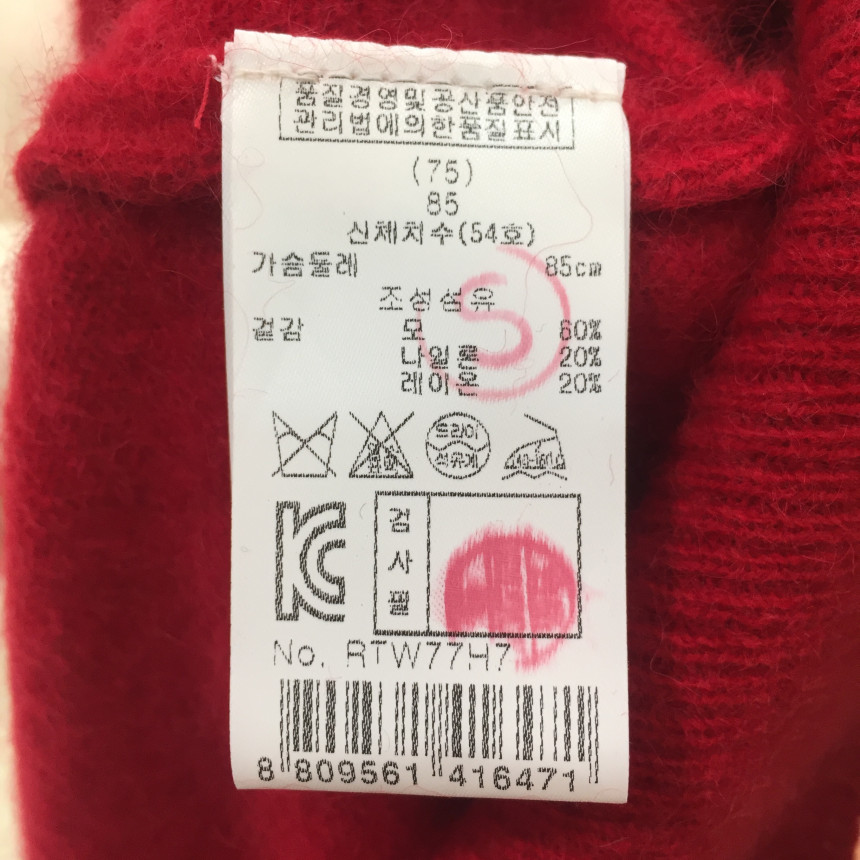 품질경영및공산품안전
관리법에의한품질표시
(75)
85
신체치수(54호)
가슴둘레 85cm
조성섬유
겉감 모 60%
나일론 20%
레이온 20%
드라이
석유계
KC
검
사
필
No. RTW77H7
8 809561 416471
S